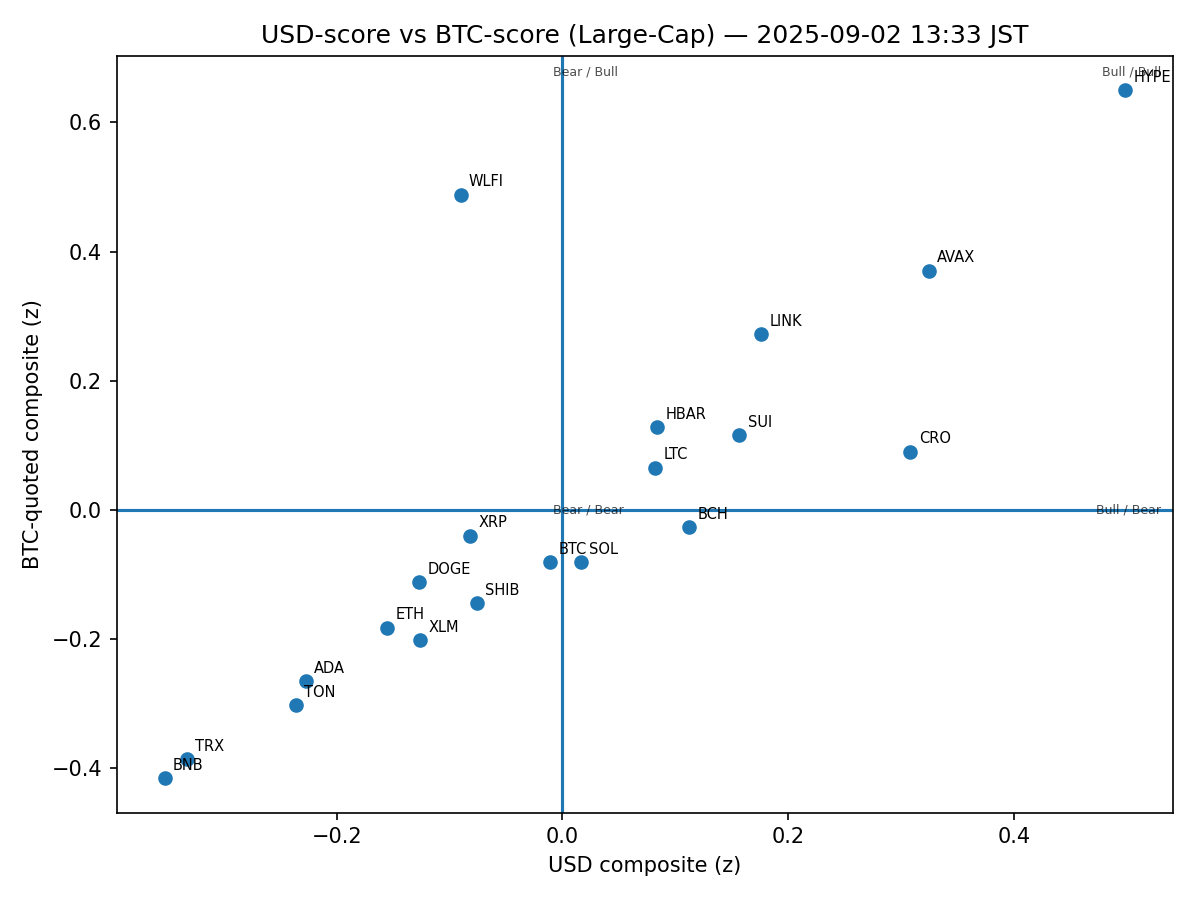 USD-score vs BTC-score (Large-Cap) — 2025-09-02 13:33 JST
Bear / Bull
Bull / Bull
HYPE
0.6
WLFI
0.4
AVAX
LINK
0.2
HBAR
SUI
CRO
LTC
0.0
Bear / Bear
Bull / Bear
BCH
XRP
BTC
SOL
DOGE
SHIB
ETH
XLM
−0.2
ADA
TON
TRX
BNB
−0.4
−0.2
0.0
0.2
0.4
USD composite (z)
BTC-quoted composite (z)